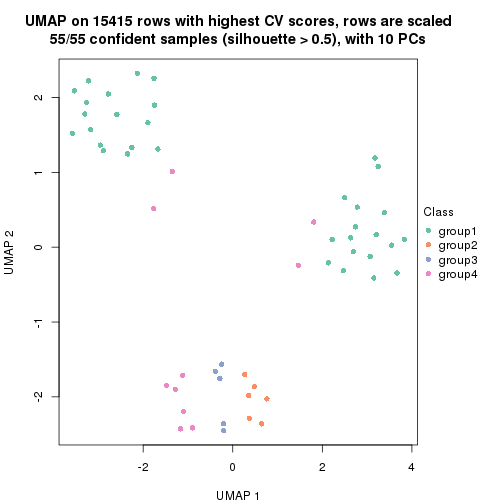 UMAP on 15415 rows with highest CV scores, rows are scaled
55/55 confident samples (silhouette > 0.5), with 10 PCs
2
1
0
-1
-2
UMAP 2
-2
0
2
4
UMAP 1
Class
group1
group2
group3
group4